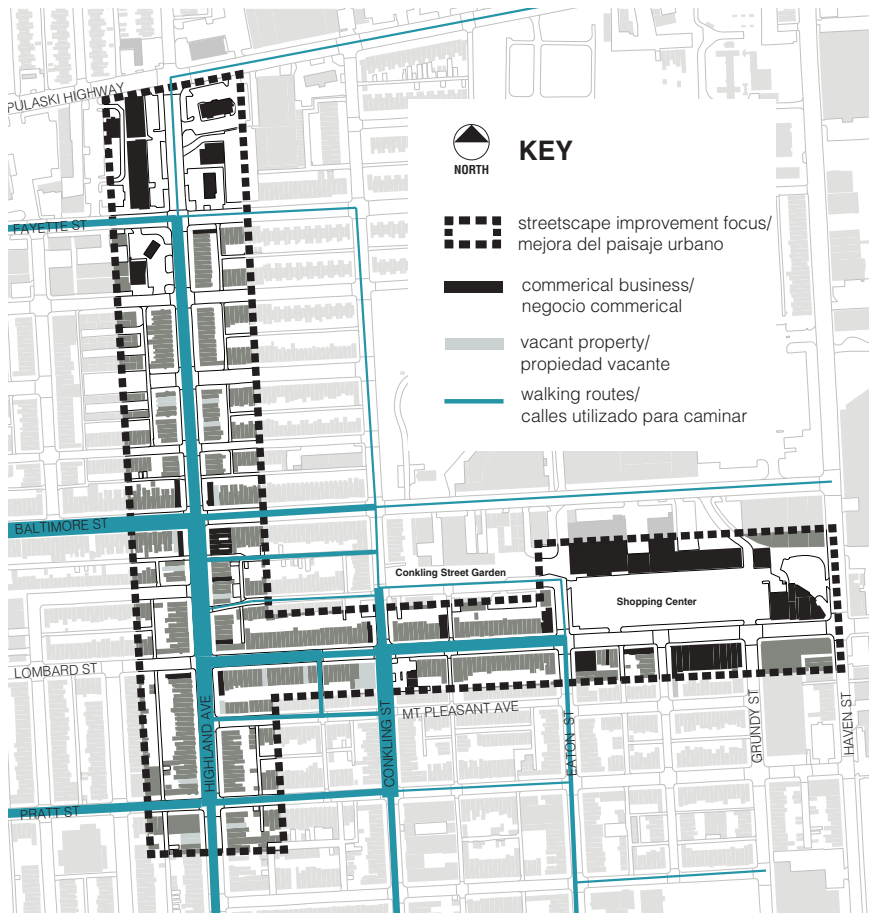 PULASKI HIGHWAY
NORTH
KEY
streetscape improvement focus/
mejora del paisaje urbano
commerical business/
negocio commerical
vacant property/
propiedad vacante
walking routes/
calles utilizado para caminar
FAYETTE ST
BALTIMORE ST
Conkling Street Garden
Shopping Center
LOMBARD ST
MT PLEASANT AVE
HIGHLAND AVE
CONKLING ST
EATON ST
GRUNDY ST
HAVEN ST
PRATT ST